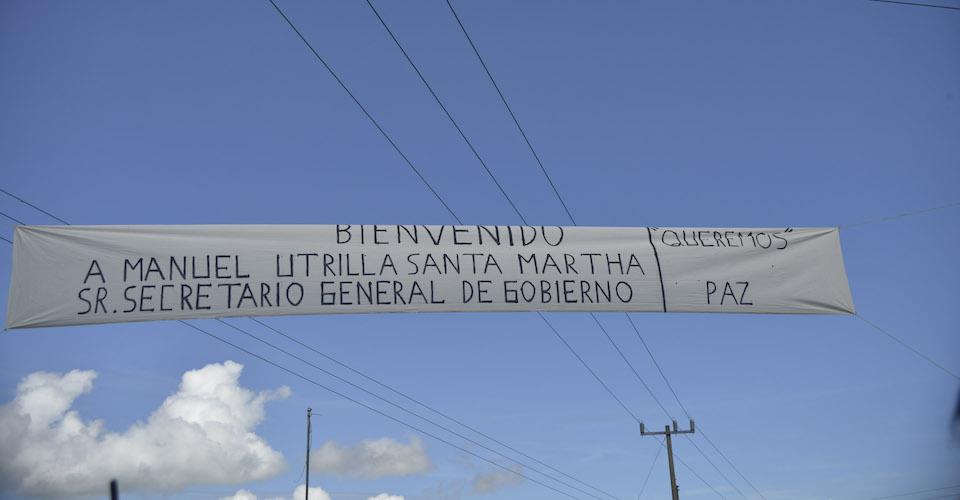 BIENVENIDO
A MANUEL UTRILLA SANTA MARTHA
SR. SECRETARIO GENERAL DE GOBIERNO
"QUEREMOS"
PAZ